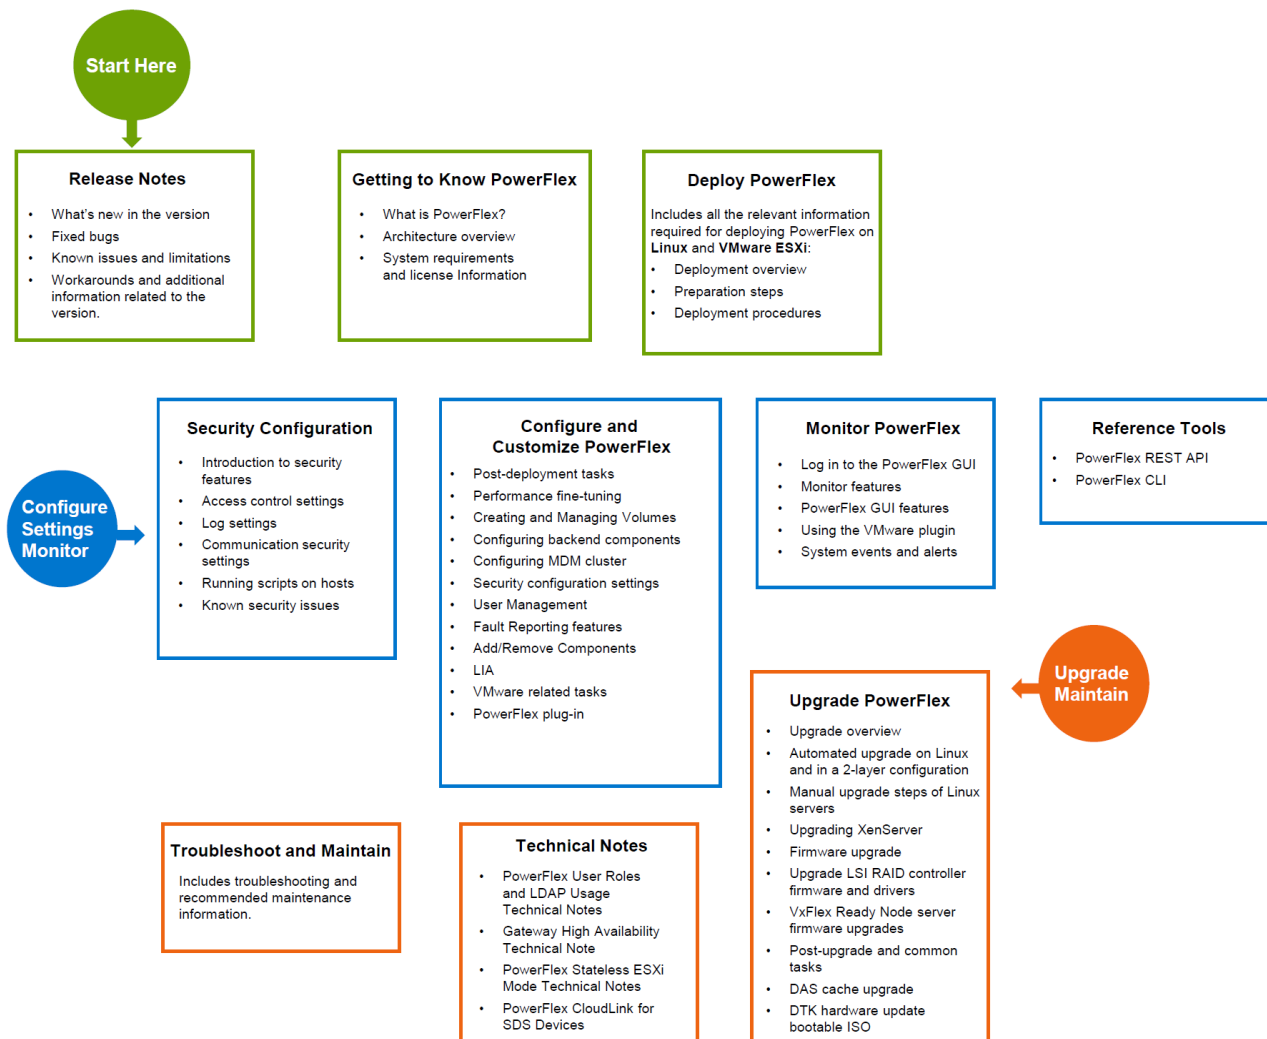 Start Here
Release Notes
• What's new in the version
• Fixed bugs
• Known issues and limitations
• Workarounds and additional
information related to the
version.
Getting to Know PowerFlex
• What is PowerFlex?
• Architecture overview
• System requirements
and license Information
Deploy PowerFlex
Includes all the relevant information
required for deploying PowerFlex on
Linux and VMware ESXi:
• Deployment overview
• Preparation steps
• Deployment procedures
Configure
Settings
Monitor
Security Configuration
• Introduction to security
features
• Access control settings
• Log settings
• Communication security
settings
• Running scripts on hosts
• Known security issues
Configure and
Customize PowerFlex
• Post-deployment tasks
• Performance fine-tuning
• Creating and Managing Volumes
• Configuring backend components
• Configuring MDM cluster
• Security configuration settings
• User Management
• Fault Reporting features
• Add/Remove Components
• LIA
• VMware related tasks
• PowerFlex plug-in
Monitor PowerFlex
• Log in to the PowerFlex GUI
• Monitor features
• PowerFlex GUI features
• Using the VMware plugin
• System events and alerts
Reference Tools
• PowerFlex REST API
• PowerFlex CLI
Upgrade
Maintain
Upgrade PowerFlex
• Upgrade overview
• Automated upgrade on Linux
and in a 2-layer configuration
• Manual upgrade steps of Linux
servers
• Upgrading XenServer
• Firmware upgrade
• Upgrade LSI RAID controller
firmware and drivers
• VxFlex Ready Node server
firmware upgrades
• Post-upgrade and common
tasks
• DAS cache upgrade
• DTK hardware update
bootable ISO
Troubleshoot and Maintain
Includes troubleshooting and
recommended maintenance
information.
Technical Notes
• PowerFlex User Roles
and LDAP Usage
Technical Notes
• Gateway High Availability
Technical Note
• PowerFlex Stateless ESXi
Mode Technical Notes
• PowerFlex CloudLink for
SDS Devices